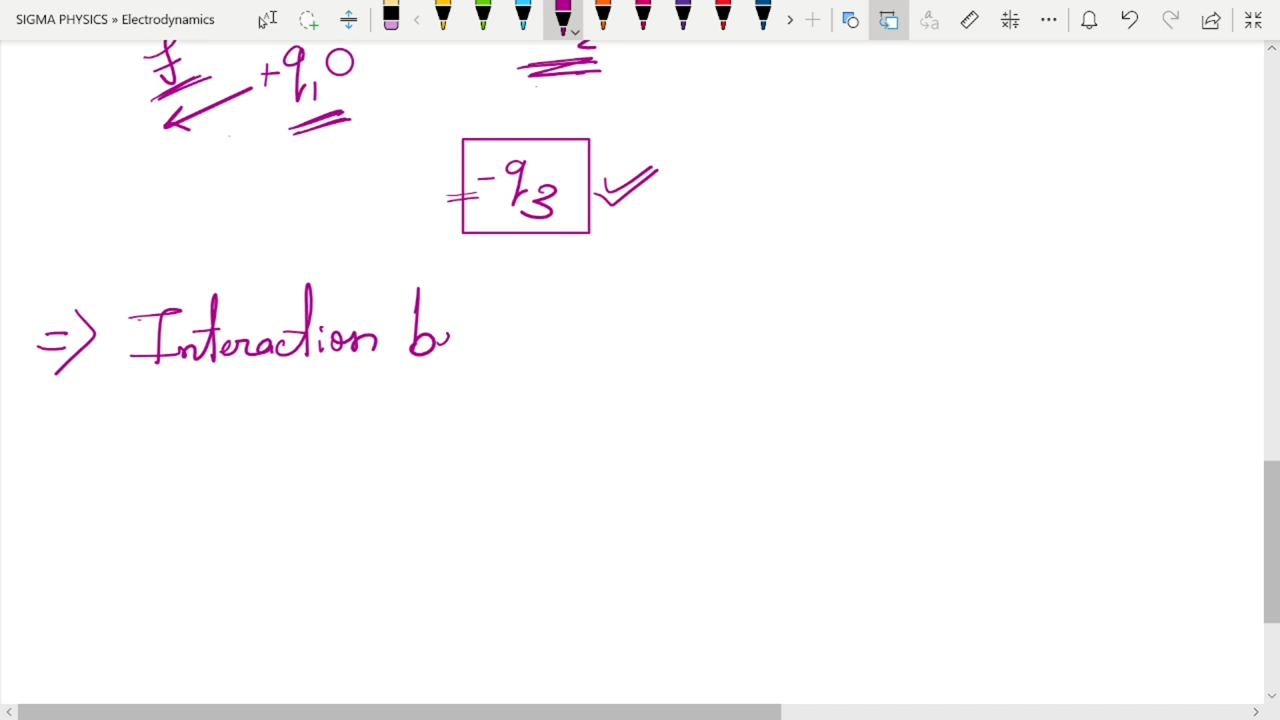 SIGMA PHYSICS » Electrodynamics
+q1
-q3
=> Interaction b